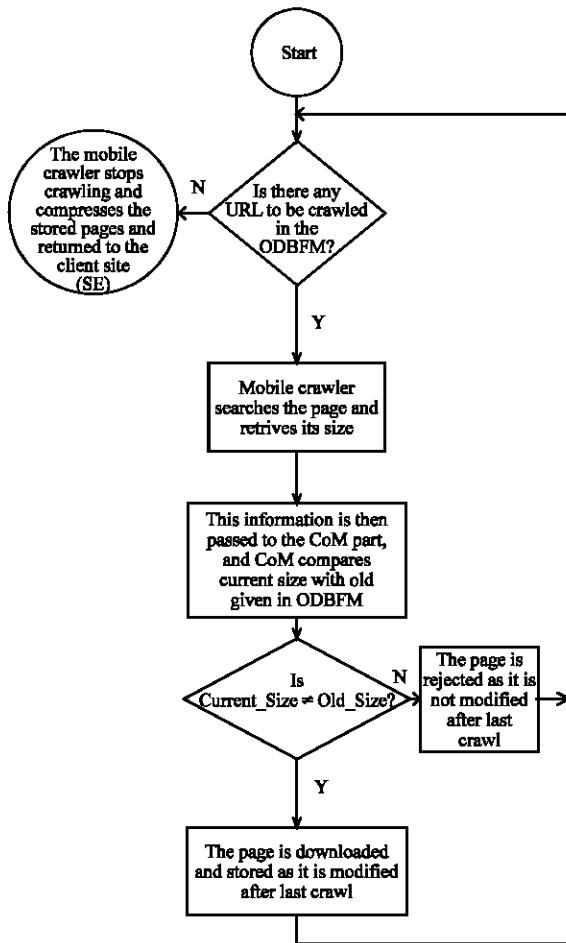 Start
The mobile
crawler stops
crawling and
compresses the
stored pages and
returned to the
client site
(SE)
N
Is there any
URL to be crawled
in the
ODBFM?
Y
Mobile crawler
searches the page and
retrives its size
This information is then
passed to the CoM part,
and CoM compares
current size with old
given in ODBFM
Is
Current_Size ≠ Old_Size?
N
The page is
rejected as it is
not modified
after last
crawl
Y
The page is downloaded
and stored as it is modified
after last crawl